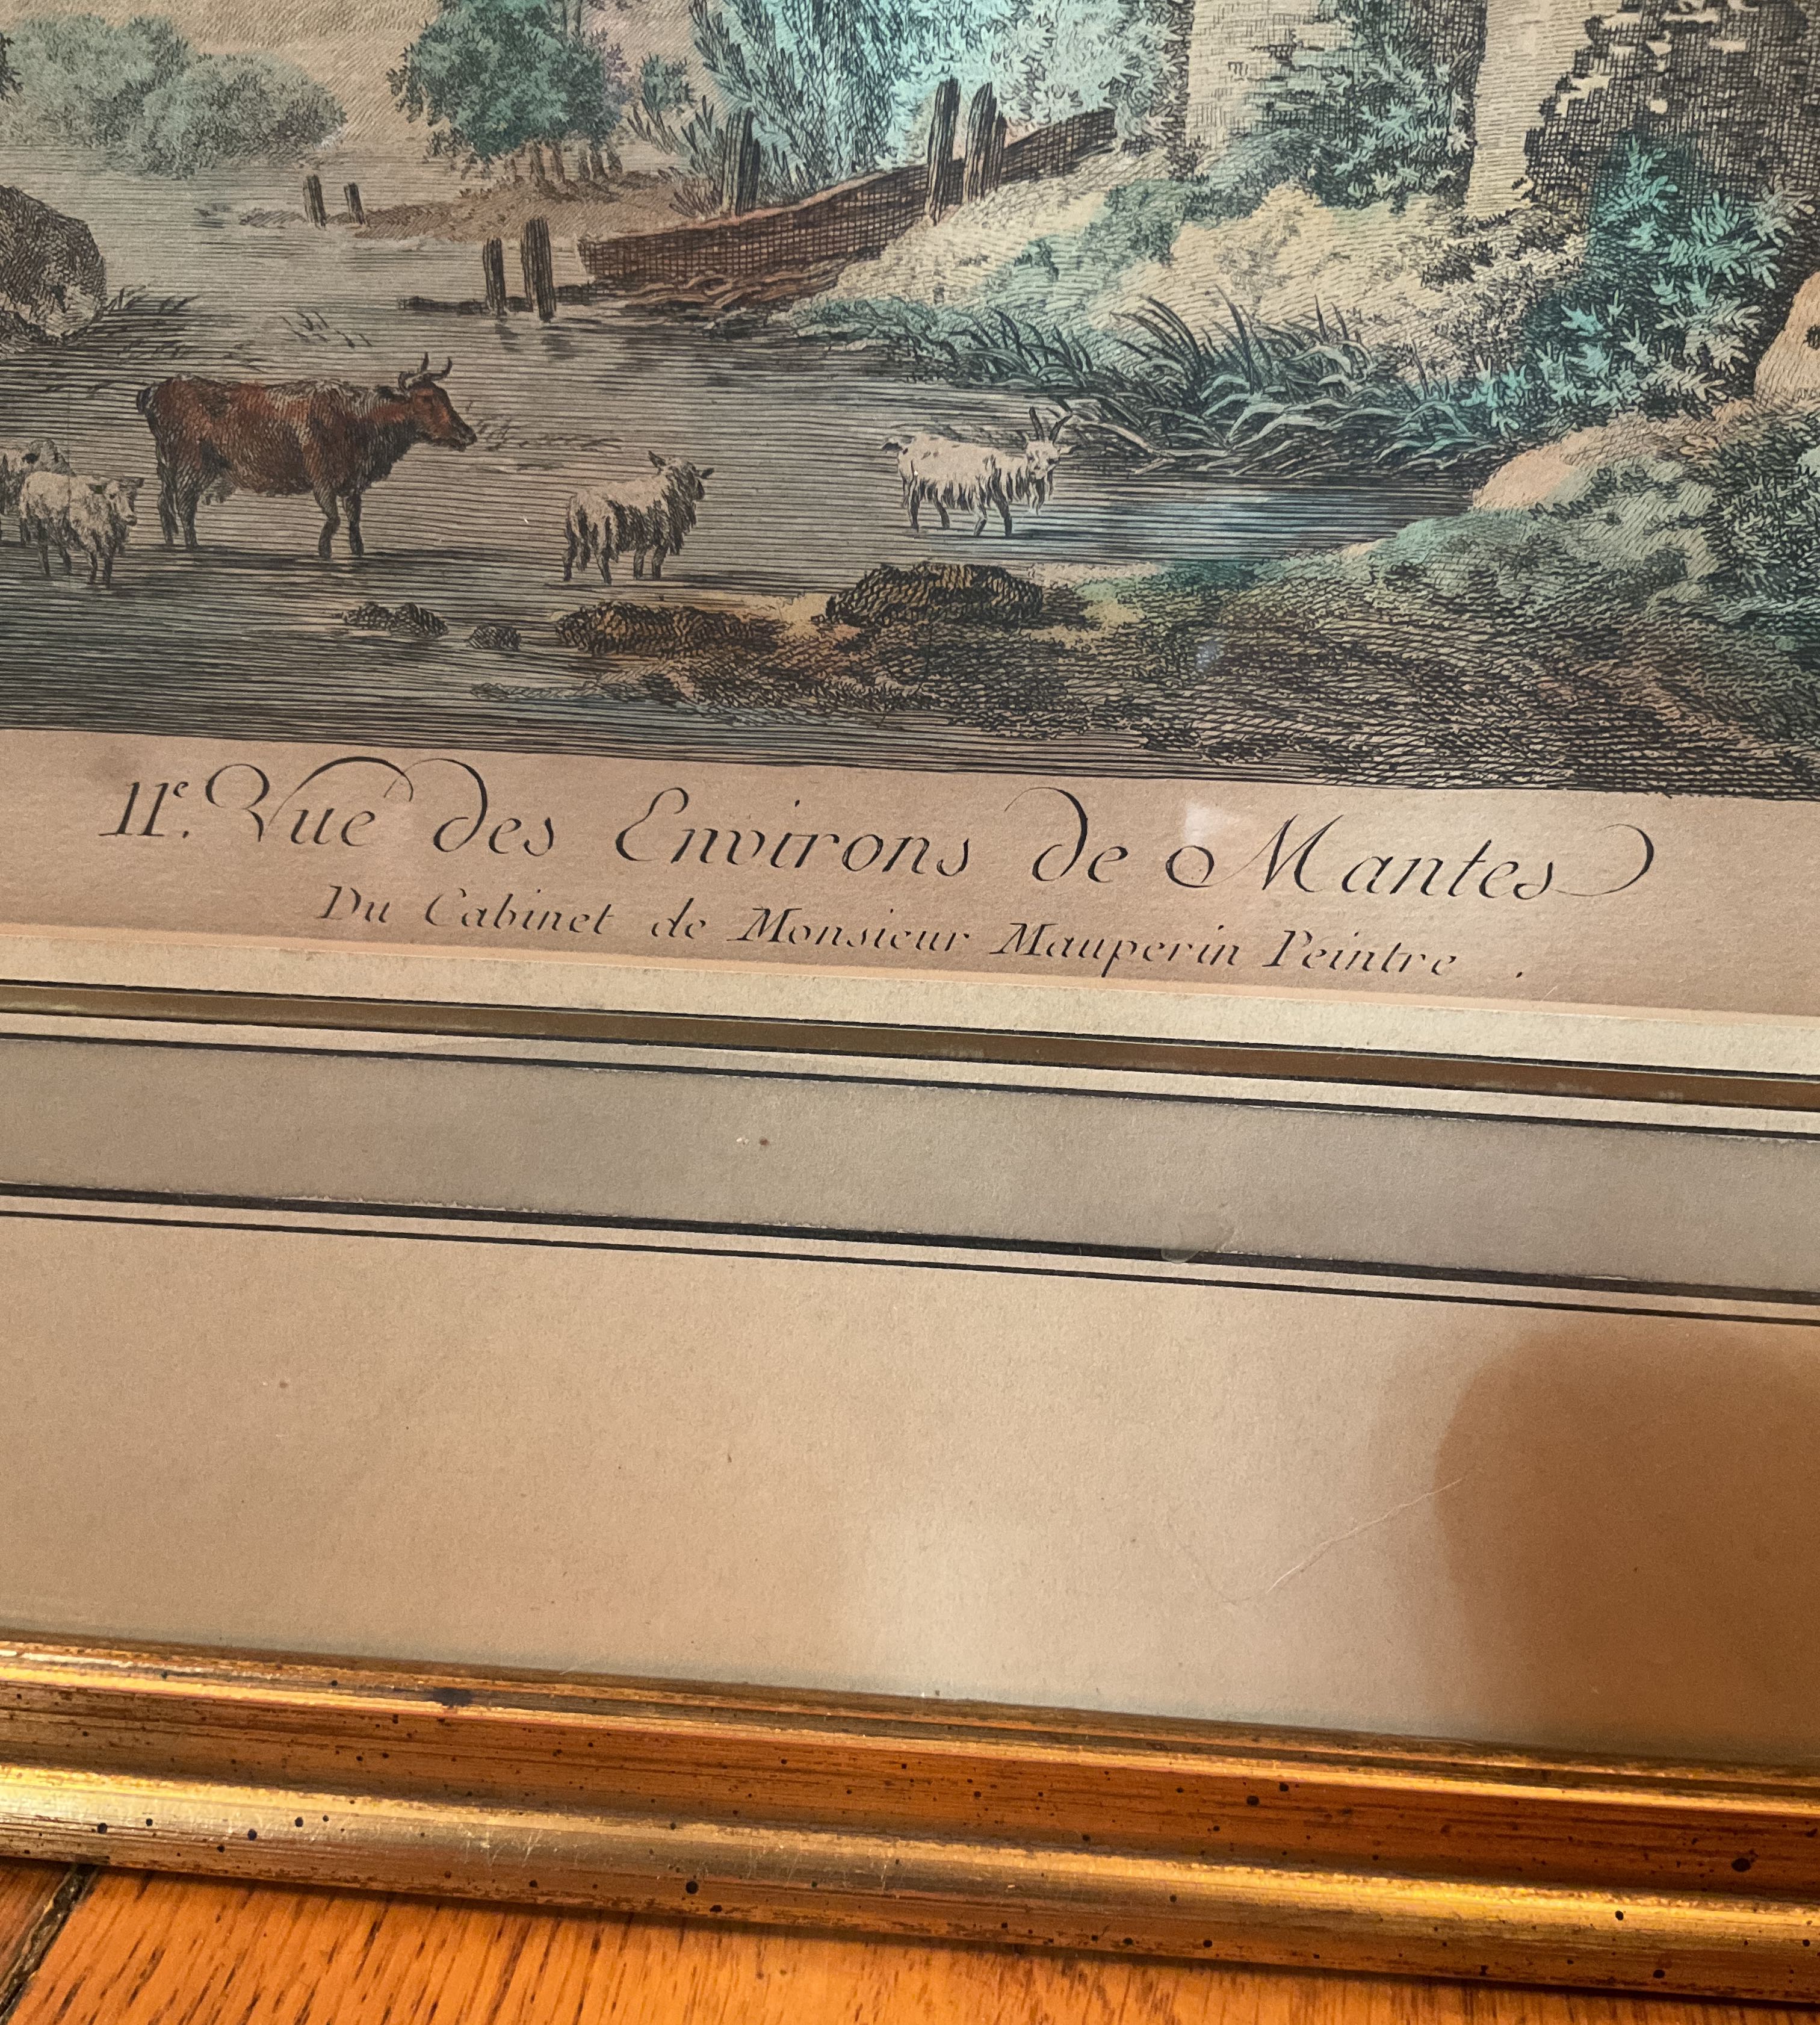 IIe. Vue des Environs de Mantes
Du Cabinet de Monsieur Mauperin Peintre .